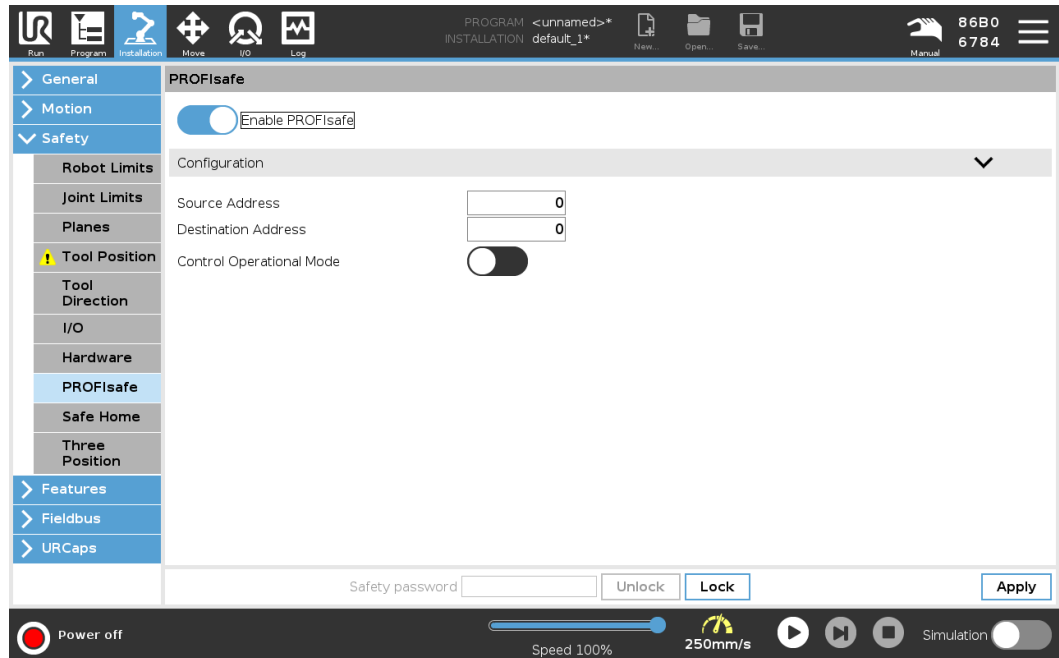 UR
PROGRAM <unnamed>*
INSTALLATION default_1*
86B0
6784
Run Program Installation Move I/O Log New... Open... Save... Manual
General
PROFIsafe
Motion
Enable PROFIsafe
Safety
Robot Limits
Configuration
Joint Limits
Source Address 0
Planes
Destination Address 0
Tool Position
Control Operational Mode
Tool
Direction
I/O
Hardware
PROFIsafe
Safe Home
Three
Position
Features
Fieldbus
URCaps
Safety password Unlock Lock Apply
Power off
Speed 100%
250mm/s
Simulation